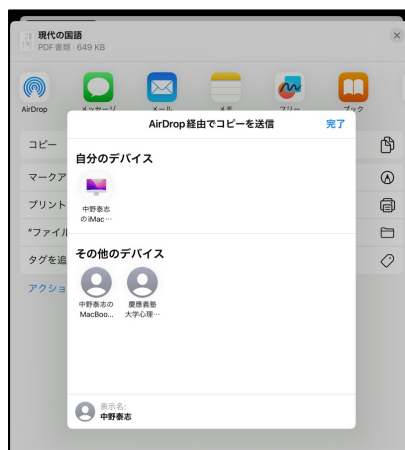 現代の国語
PDF書類・649 KB
AirDrop
メッセージ
メール
メモ
フリー
ブック
AirDrop経由でコピーを送信
完了
コピー
自分のデバイス
マークア
プリント
中野泰志
のiMac…
"ファイル
その他のデバイス
タグを追
アクショ
中野泰志の
MacBoo...
慶應義塾
大学心理…
表示名:
中野泰志